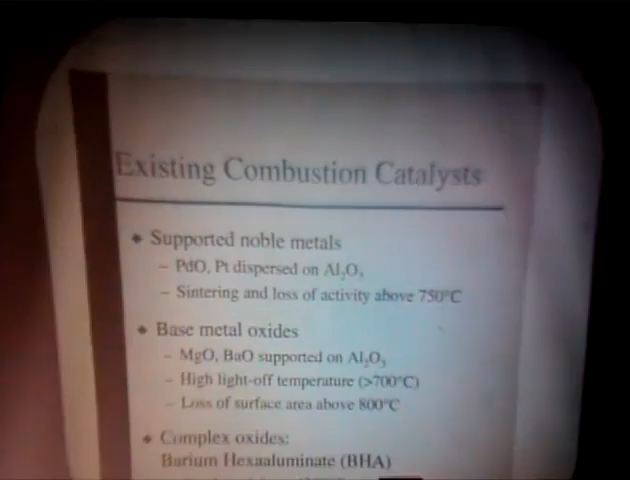 Existing Combustion Catalysts
◆ Supported noble metals
– PdO, Pt dispersed on Al₂O₃
– Sintering and loss of activity above 750°C
◆ Base metal oxides
– MgO, BaO supported on Al₂O₃
– High light-off temperature (>700°C)
– Loss of surface area above 800°C
◆ Complex oxides:
Barium Hexaaluminate (BHA)